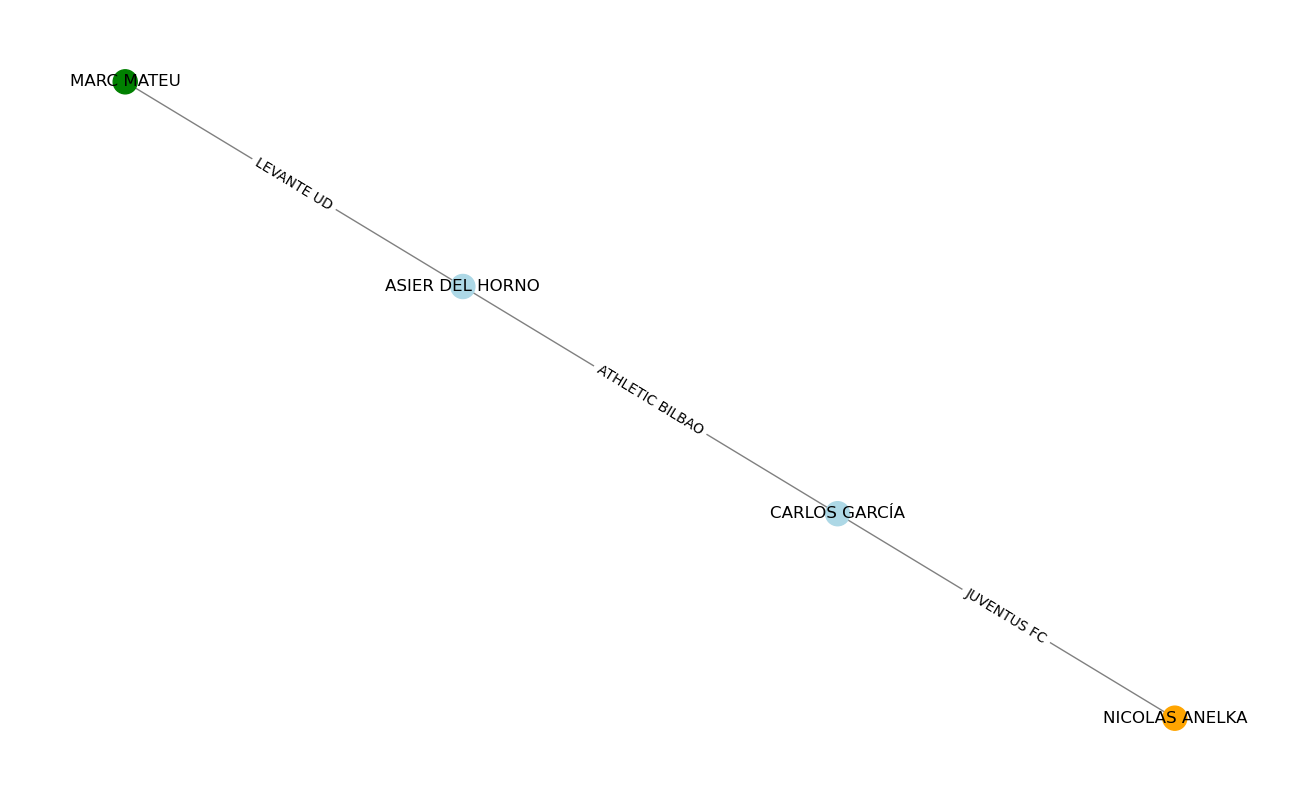 MARC MATEU
LEVANTE UD
ASIER DEL HORNO
ATHLETIC BILBAO
CARLOS GARCÍA
JUVENTUS FC
NICOLAS ANELKA